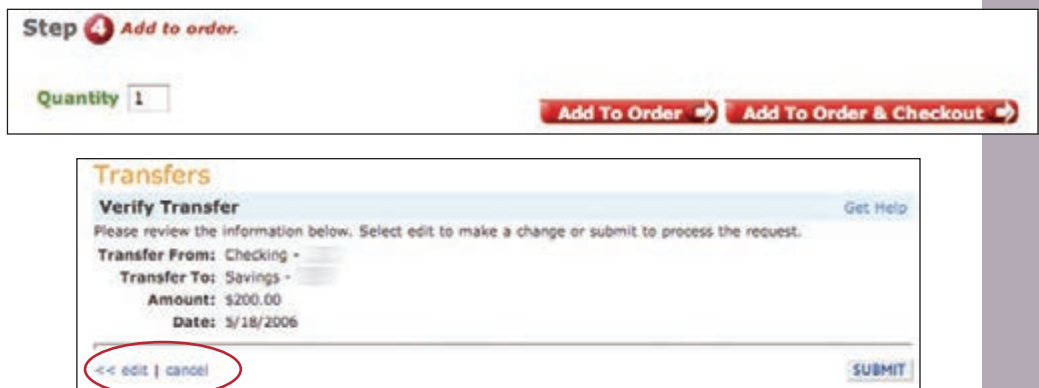 Step 4 Add to order.
Quantity 1
Add To Order Add To Order & Checkout
Transfers
Verify Transfer Get Help
Please review the information below. Select edit to make a change or submit to process the request.
Transfer From: Checking -
Transfer To: Savings -
Amount: $200.00
Date: 5/18/2006
<< edit | cancel SUBMIT